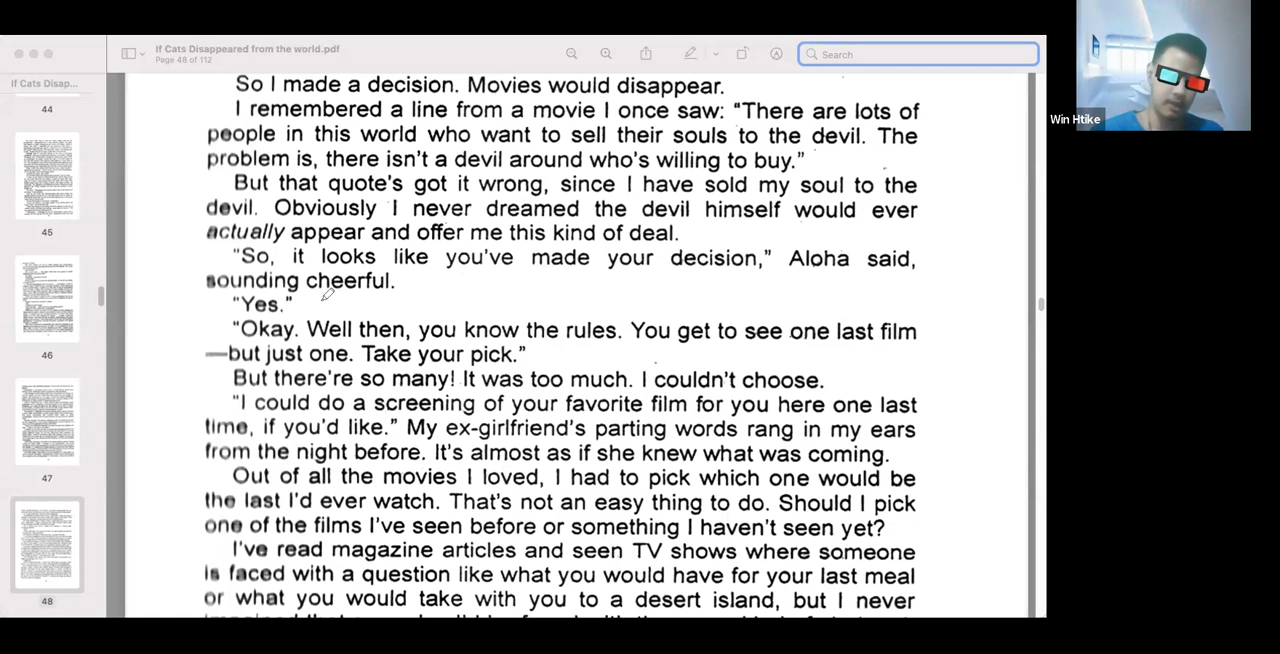 If Cats Disappeared from the world.pdf
Page 48 of 112
Search
If Cats Disap...
44
45
46
47
48
So I made a decision. Movies would disappear.
I remembered a line from a movie I once saw: “There are lots of
people in this world who want to sell their souls to the devil. The
problem is, there isn’t a devil around who’s willing to buy.”
But that quote’s got it wrong, since I have sold my soul to the
devil. Obviously I never dreamed the devil himself would ever
actually appear and offer me this kind of deal.
“So, it looks like you’ve made your decision,” Aloha said,
sounding cheerful.
“Yes.”
“Okay. Well then, you know the rules. You get to see one last film
—but just one. Take your pick.”
But there’re so many! It was too much. I couldn’t choose.
“I could do a screening of your favorite film for you here one last
time, if you’d like.” My ex-girlfriend’s parting words rang in my ears
from the night before. It’s almost as if she knew what was coming.
Out of all the movies I loved, I had to pick which one would be
the last I’d ever watch. That’s not an easy thing to do. Should I pick
one of the films I’ve seen before or something I haven’t seen yet?
I’ve read magazine articles and seen TV shows where someone
is faced with a question like what you would have for your last meal
or what you would take with you to a desert island, but I never
Win Htike